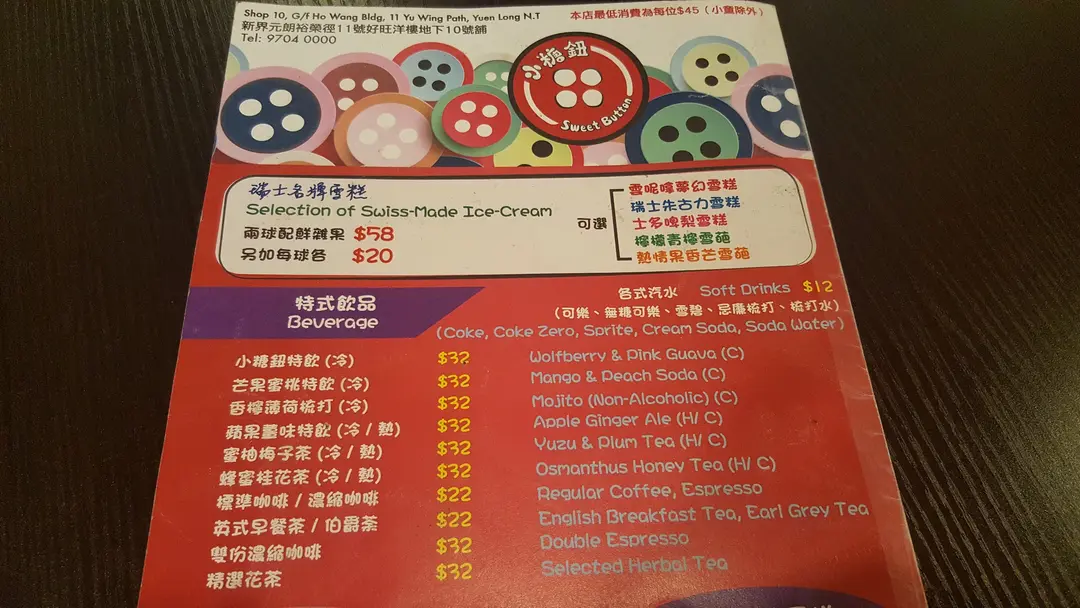 Shop 10, G/f Ho Wang Bldg, 11 Yu Wing Path, Yuen Long N.T
本店最低消費為每位$45 (小童除外)
新界元朗裕榮徑11號好旺洋樓地下10號舖
Tel: 9704 0000
小糖鈕
Sweet Button
瑞士名牌雪糕
Selection of Swiss-Made Ice-Cream
兩球配鮮雜果 $58
另加每球各 $20
可選
雲呢嗱夢幻雪糕
瑞士朱古力雪糕
士多啤梨雪糕
檸檬青檸雪葩
熱情果香芒雪葩
特式飲品
Beverage
各式汽水 Soft Drinks $12
(可樂、無糖可樂、雪碧、忌廉梳打、梳打水)
(Coke, Coke Zero, Sprite, Cream Soda, Soda Water)
小糖鈕特飲 (冷) $32 Wolfberry & Pink Guava (C)
芒果蜜桃特飲 (冷) $32 Mango & Peach Soda (C)
香檸薄荷梳打 (冷) $32 Mojito (Non-Alcoholic) (C)
蘋果薑味特飲 (冷 / 熱) $32 Apple Ginger Ale (H/ C)
蜜柚梅子茶 (冷 / 熱) $32 Yuzu & Plum Tea (H/ C)
蜂蜜桂花茶 (冷 / 熱) $32 Osmanthus Honey Tea (H/ C)
標準咖啡 / 濃縮咖啡 $22 Regular Coffee, Espresso
英式早餐茶 / 伯爵茶 $22 English Breakfast Tea, Earl Grey Tea
雙份濃縮咖啡 $32 Double Espresso
精選花茶 $32 Selected Herbal Tea